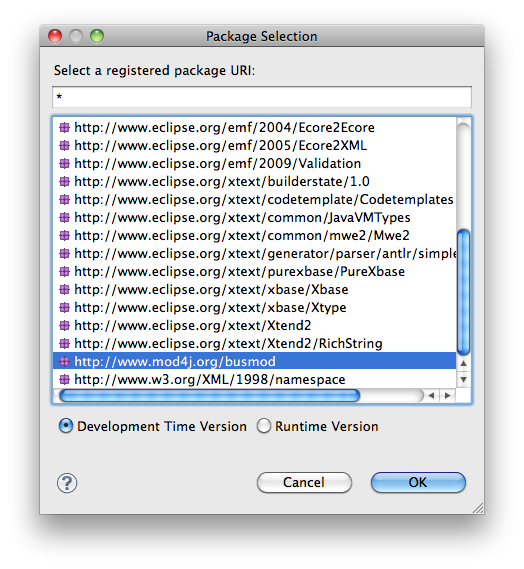 Package Selection
Select a registered package URI:
*
http://www.eclipse.org/emf/2004/Ecore2Ecore
http://www.eclipse.org/emf/2005/Ecore2XML
http://www.eclipse.org/emf/2009/Validation
http://www.eclipse.org/xtext/builderstate/1.0
http://www.eclipse.org/xtext/codetemplate/Codetemplates
http://www.eclipse.org/xtext/common/JavaVMTypes
http://www.eclipse.org/xtext/common/mwe2/Mwe2
http://www.eclipse.org/xtext/generator/parser/antlr/simple
http://www.eclipse.org/xtext/purexbase/PureXbase
http://www.eclipse.org/xtext/xbase/Xbase
http://www.eclipse.org/xtext/xbase/Xtype
http://www.eclipse.org/xtext/Xtend2
http://www.eclipse.org/xtext/Xtend2/RichString
http://www.mod4j.org/busmod
http://www.w3.org/XML/1998/namespace
Development Time Version Runtime Version
? Cancel OK